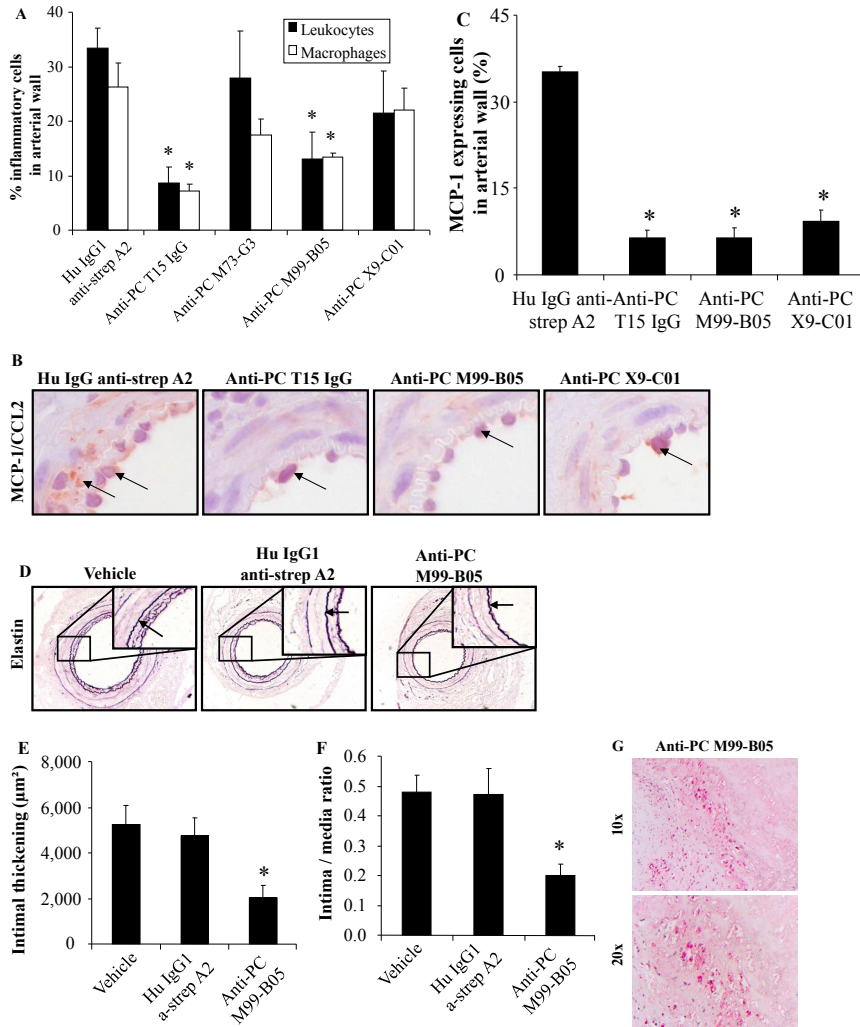 A
% inflammatory cells
in arterial wall
40
30
20
10
0
Leukocytes
Macrophages
* * * *
Hu IgG1
anti-strep A2
Anti-PC T15 IgG
Anti-PC M73-G3
Anti-PC M99-B05
Anti-PC X9-C01
C
MCP-1 expressing cells
in arterial wall (%)
45
30
15
0
* * *
Hu IgG anti-
strep A2
Anti-PC
T15 IgG
Anti-PC
M99-B05
Anti-PC
X9-C01
B
Hu IgG anti-strep A2
Anti-PC T15 IgG
Anti-PC M99-B05
Anti-PC X9-C01
MCP-1/CCL2
D
Vehicle
Hu IgG1
anti-strep A2
Anti-PC
M99-B05
Elastin
E
Intimal thickening (µm²)
8,000
6,000
4,000
2,000
0
*
Vehicle
Hu IgG1
a-strep A2
Anti-PC
M99-B05
F
Intima / media ratio
0.6
0.5
0.4
0.3
0.2
0.1
0.0
*
Vehicle
Hu IgG1
a-strep A2
Anti-PC
M99-B05
G
Anti-PC M99-B05
10x
20x